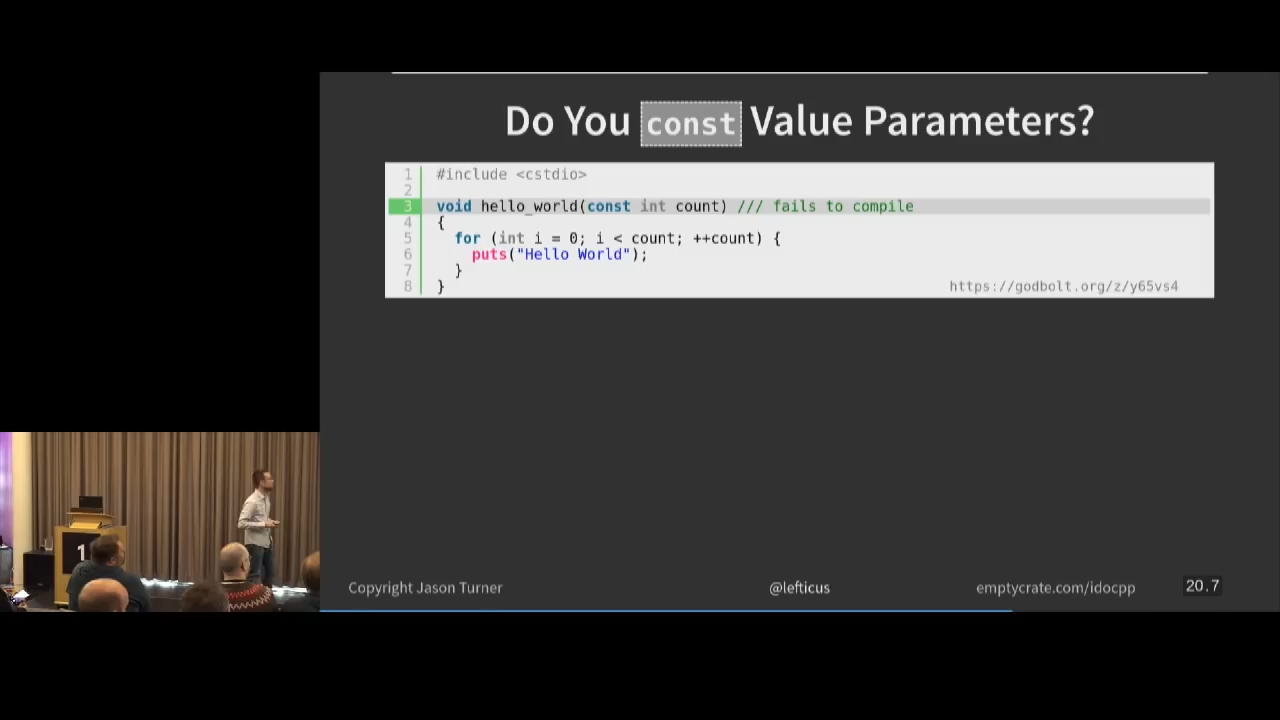 Do You const Value Parameters?
1 #include <cstdio>
2
3 void hello_world(const int count) /// fails to compile
4 {
5 for (int i = 0; i < count; ++count) {
6 puts("Hello World");
7 }
8 }
https://godbolt.org/z/y65vs4
1
Copyright Jason Turner
@lefticus
emptycrate.com/idocpp
20.7